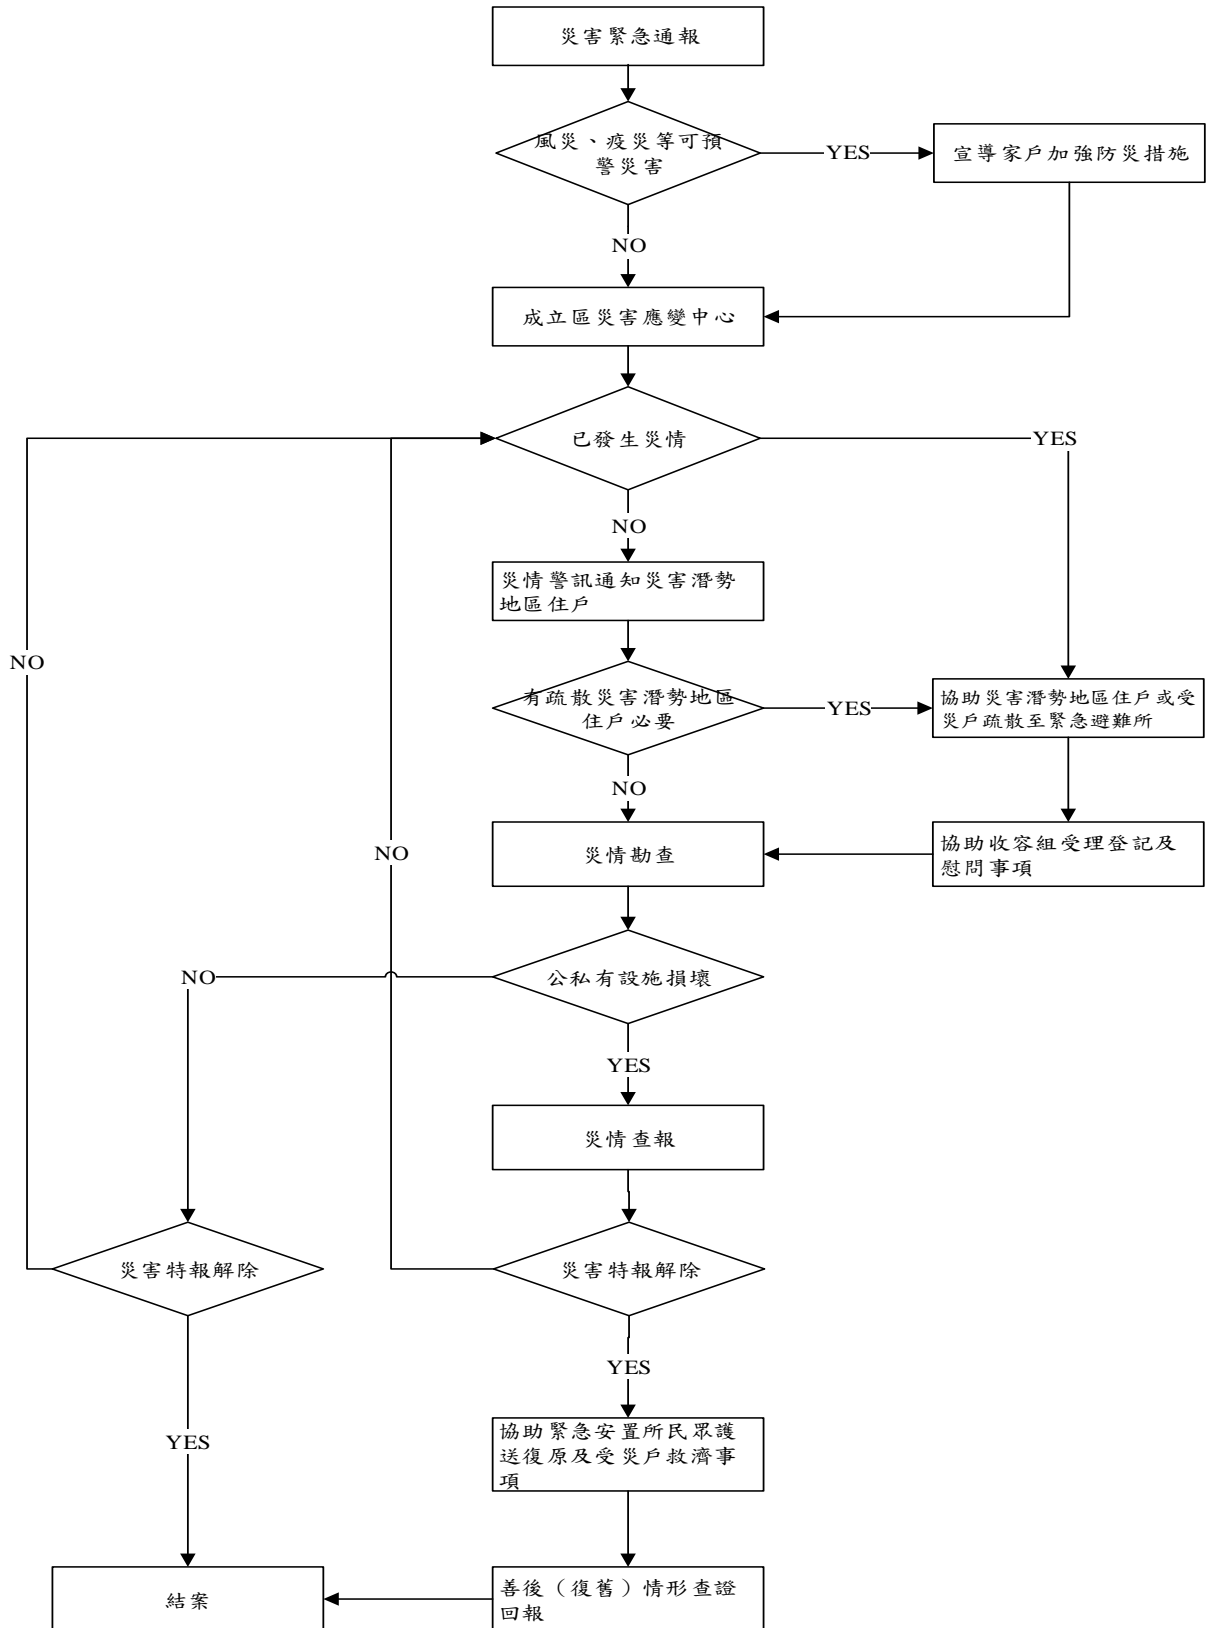 災害緊急通報
風災、疫災等可預
警災害
YES
宣導家戶加強防災措施
NO
成立區災害應變中心
已發生災情
YES
NO
災情警訊通知災害潛勢
地區住戶
NO
有疏散災害潛勢地區
住戶必要
YES
協助災害潛勢地區住戶或受
災戶疏散至緊急避難所
NO
災情勘查
協助收容組受理登記及
慰問事項
NO
公私有設施損壞
NO
YES
災情查報
災害特報解除
災害特報解除
YES
YES
協助緊急安置所民眾護
送復原及受災戶救濟事
項
結案
善後（復舊）情形查證
回報